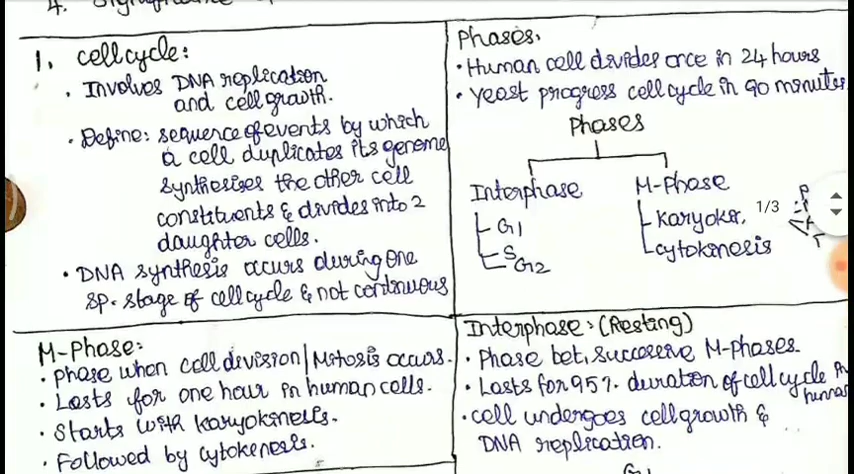 1. cell cycle:
• Involves DNA replication
and cell growth.
• Define: sequence of events by which
a cell duplicates its genome
synthesises the other cell
constituents & divides into 2
daughter cells.
• DNA synthesis occurs during one
sp. stage of cell cycle & not continuous
Phases.
• Human cell divides once in 24 hours
• Yeast progress cell cycle in 90 minutes
Phases
Interphase
G1
S
G2
M-Phase
Karyoki.
cytokinesis
1/3
M-Phase:
• Phase when cell division/Mitosis occurs.
• Lasts for one hour in human cells.
• Starts with karyokinesis.
• Followed by cytokenesis.
Interphase: (Resting)
• Phase bet. successive M-phases.
• Lasts for 95% duration of cell cycle in
humans
• cell undergoes cell growth &
DNA replication.